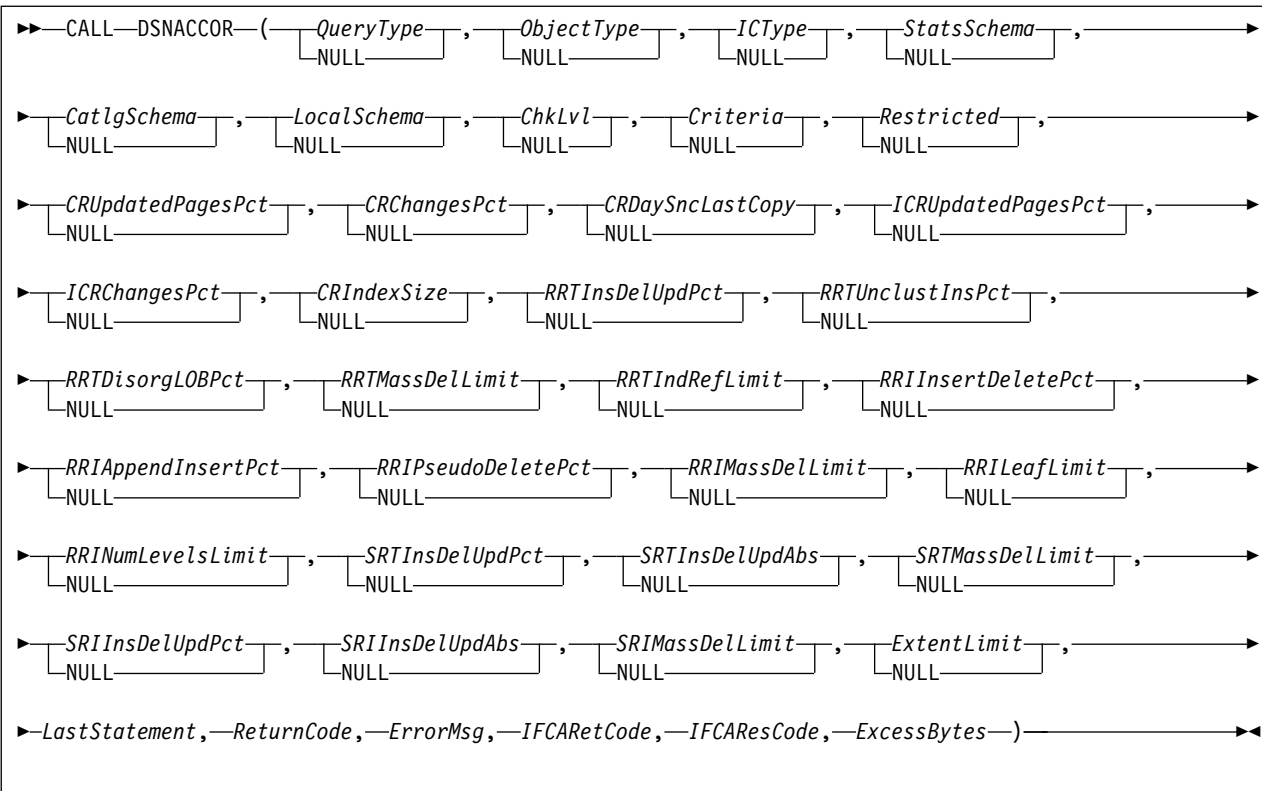 CALL DSNACCOR ( QueryType , ObjectType , ICType , StatsSchema ,
NULL NULL NULL NULL
CatlgSchema , LocalSchema , ChkLvl , Criteria , Restricted ,
NULL NULL NULL NULL NULL
CRUpdatedPagesPct , CRChangesPct , CRDaySncLastCopy , ICRUpdatedPagesPct ,
NULL NULL NULL NULL
ICRChangesPct , CRIndexSize , RRTInsDelUpdPct , RRTUnclustInsPct ,
NULL NULL NULL NULL
RRTDisorgLOBPct , RRTMassDelLimit , RRTIndRefLimit , RRIInsertDeletePct ,
NULL NULL NULL NULL
RRIAppendInsertPct , RRIPseudoDeletePct , RRIMassDelLimit , RRILeafLimit ,
NULL NULL NULL NULL
RRINumLevelsLimit , SRTInsDelUpdPct , SRTInsDelUpdAbs , SRTMassDelLimit ,
NULL NULL NULL NULL
SRIInsDelUpdPct , SRIInsDelUpdAbs , SRIMassDelLimit , ExtentLimit ,
NULL NULL NULL NULL
LastStatement, ReturnCode, ErrorMsg, IFCARetCode, IFCAResCode, ExcessBytes )